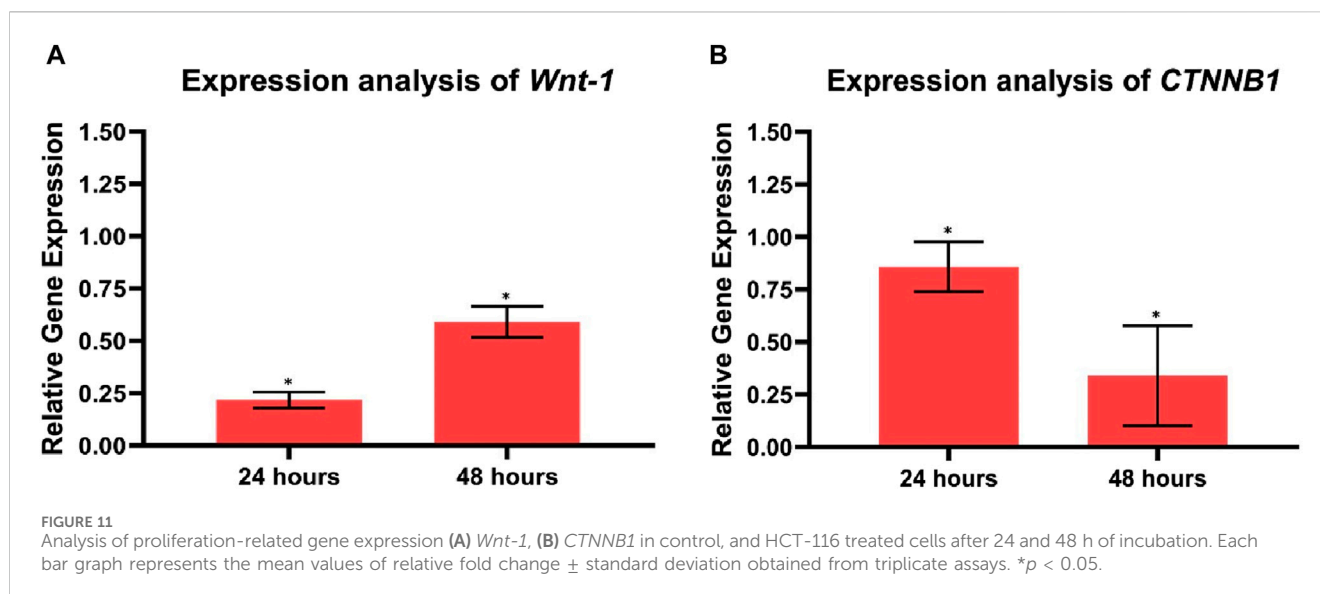 A
Expression analysis of Wnt-1
Relative Gene Expression
1.50
1.25
1.00
0.75
0.50
0.25
0.00
*
*
24 hours
48 hours
B
Expression analysis of CTNNB1
Relative Gene Expression
1.50
1.25
1.00
0.75
0.50
0.25
0.00
*
*
24 hours
48 hours
FIGURE 11
Analysis of proliferation-related gene expression (A) Wnt-1, (B) CTNNB1 in control, and HCT-116 treated cells after 24 and 48 h of incubation. Each
bar graph represents the mean values of relative fold change ± standard deviation obtained from triplicate assays. *p < 0.05.